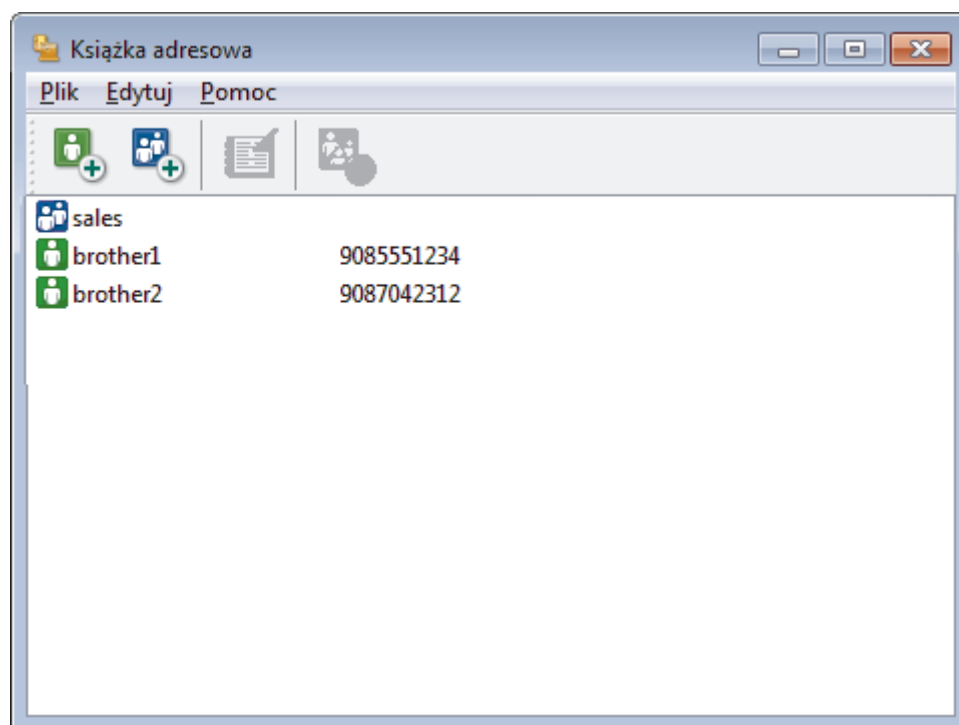 Książka adresowa
Plik Edytuj Pomoc
sales
brother1 9085551234
brother2 9087042312